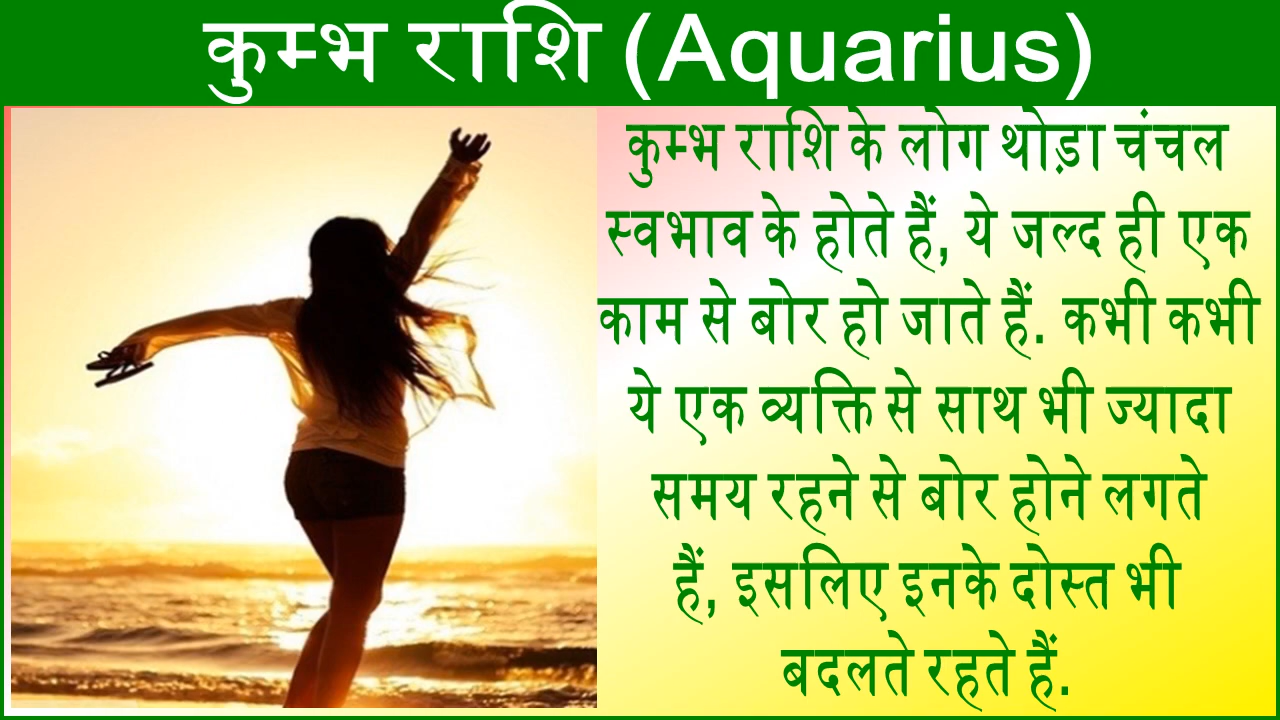 कुम्भ राशि (Aquarius)
कुम्भ राशि के लोग थोड़ा चंचल
स्वभाव के होते हैं, ये जल्द ही एक
काम से बोर हो जाते हैं. कभी कभी
ये एक व्यक्ति से साथ भी ज्यादा
समय रहने से बोर होने लगते
हैं, इसलिए इनके दोस्त भी
बदलते रहते हैं.